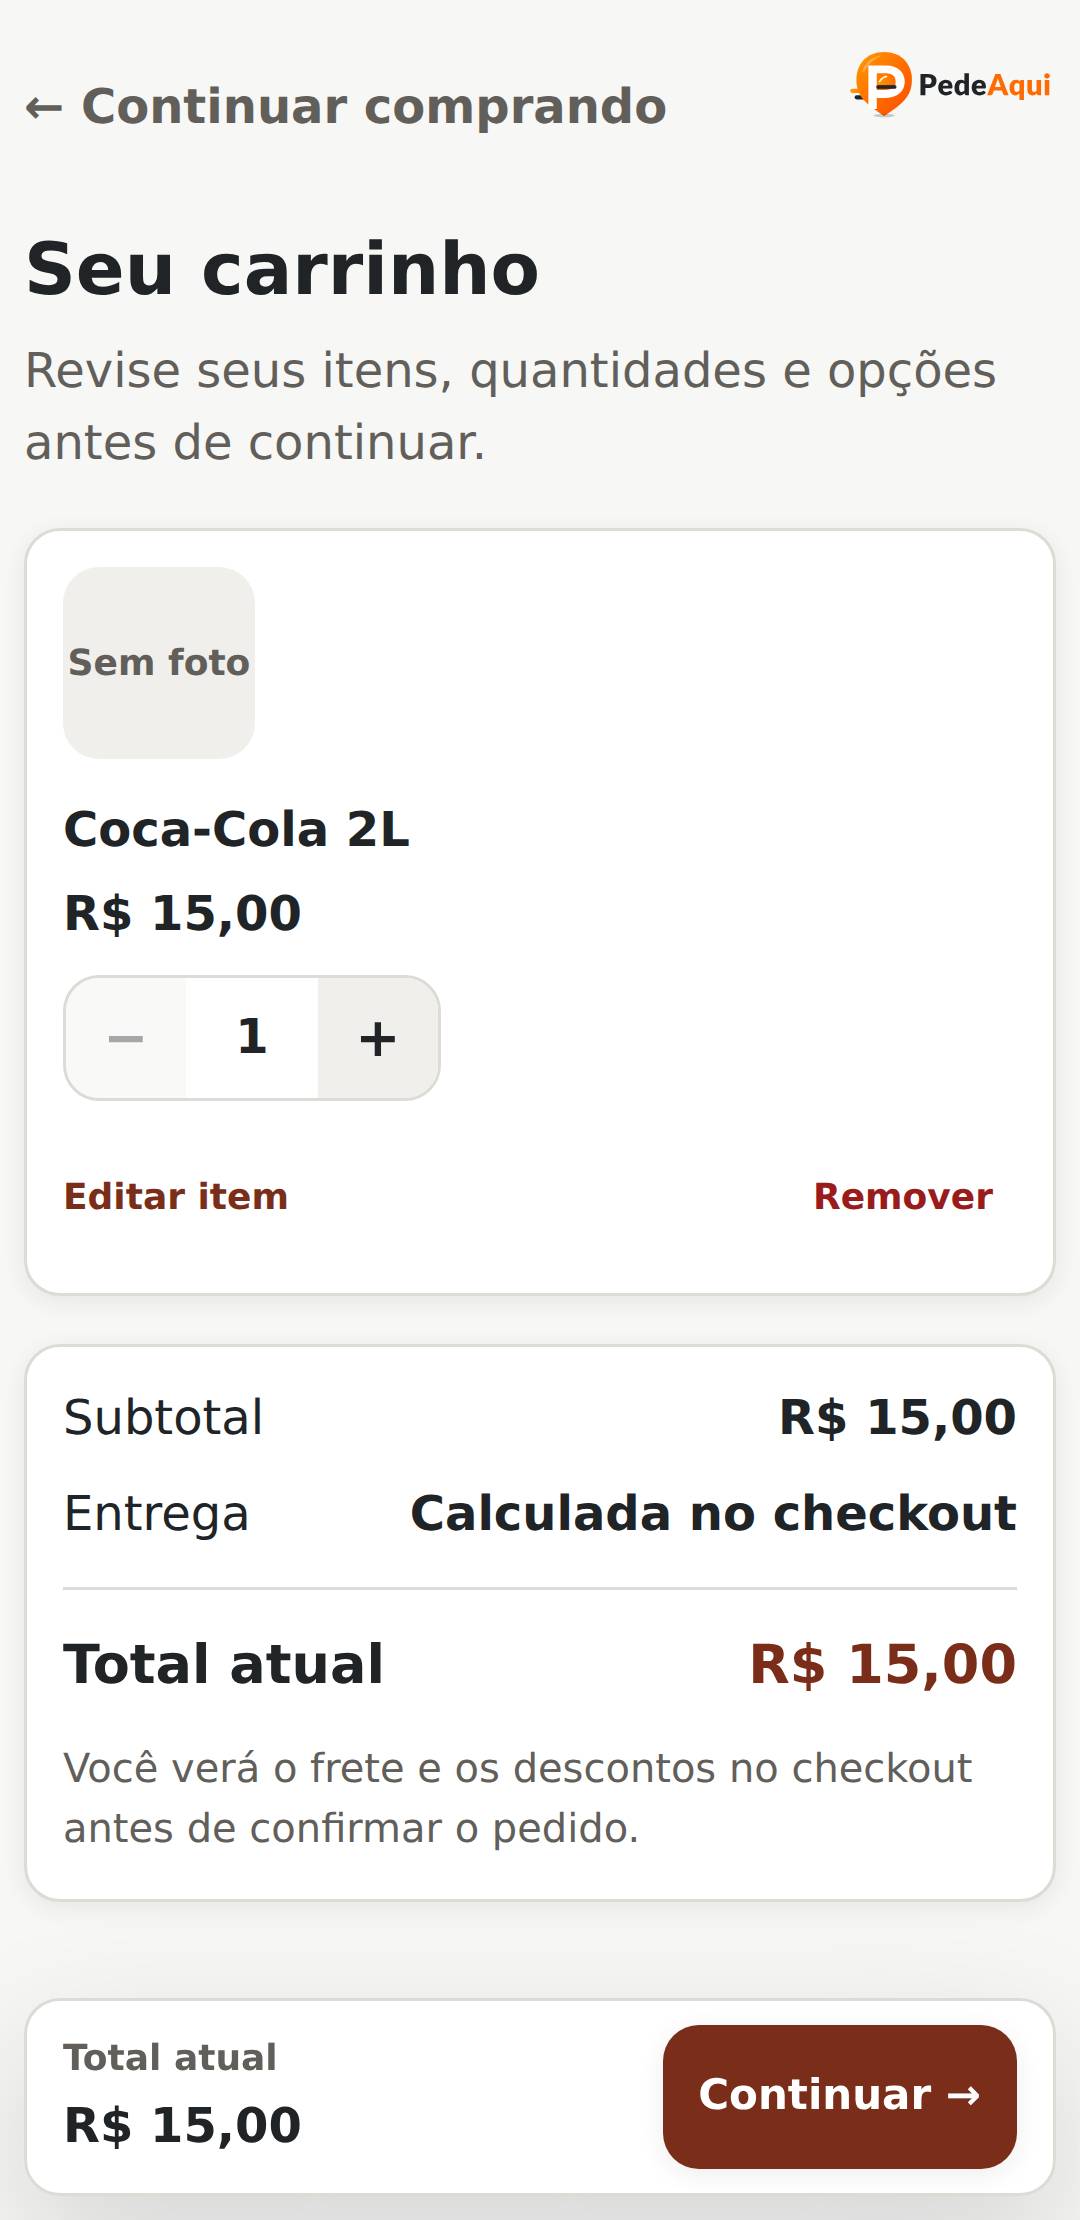 ← Continuar comprando
PedeAqui
Seu carrinho
Revise seus itens, quantidades e opções
antes de continuar.
Sem foto
Coca-Cola 2L
R$ 15,00
− 1 +
Editar item
Remover
Subtotal R$ 15,00
Entrega Calculada no checkout
Total atual R$ 15,00
Você verá o frete e os descontos no checkout
antes de confirmar o pedido.
Total atual
R$ 15,00
Continuar →